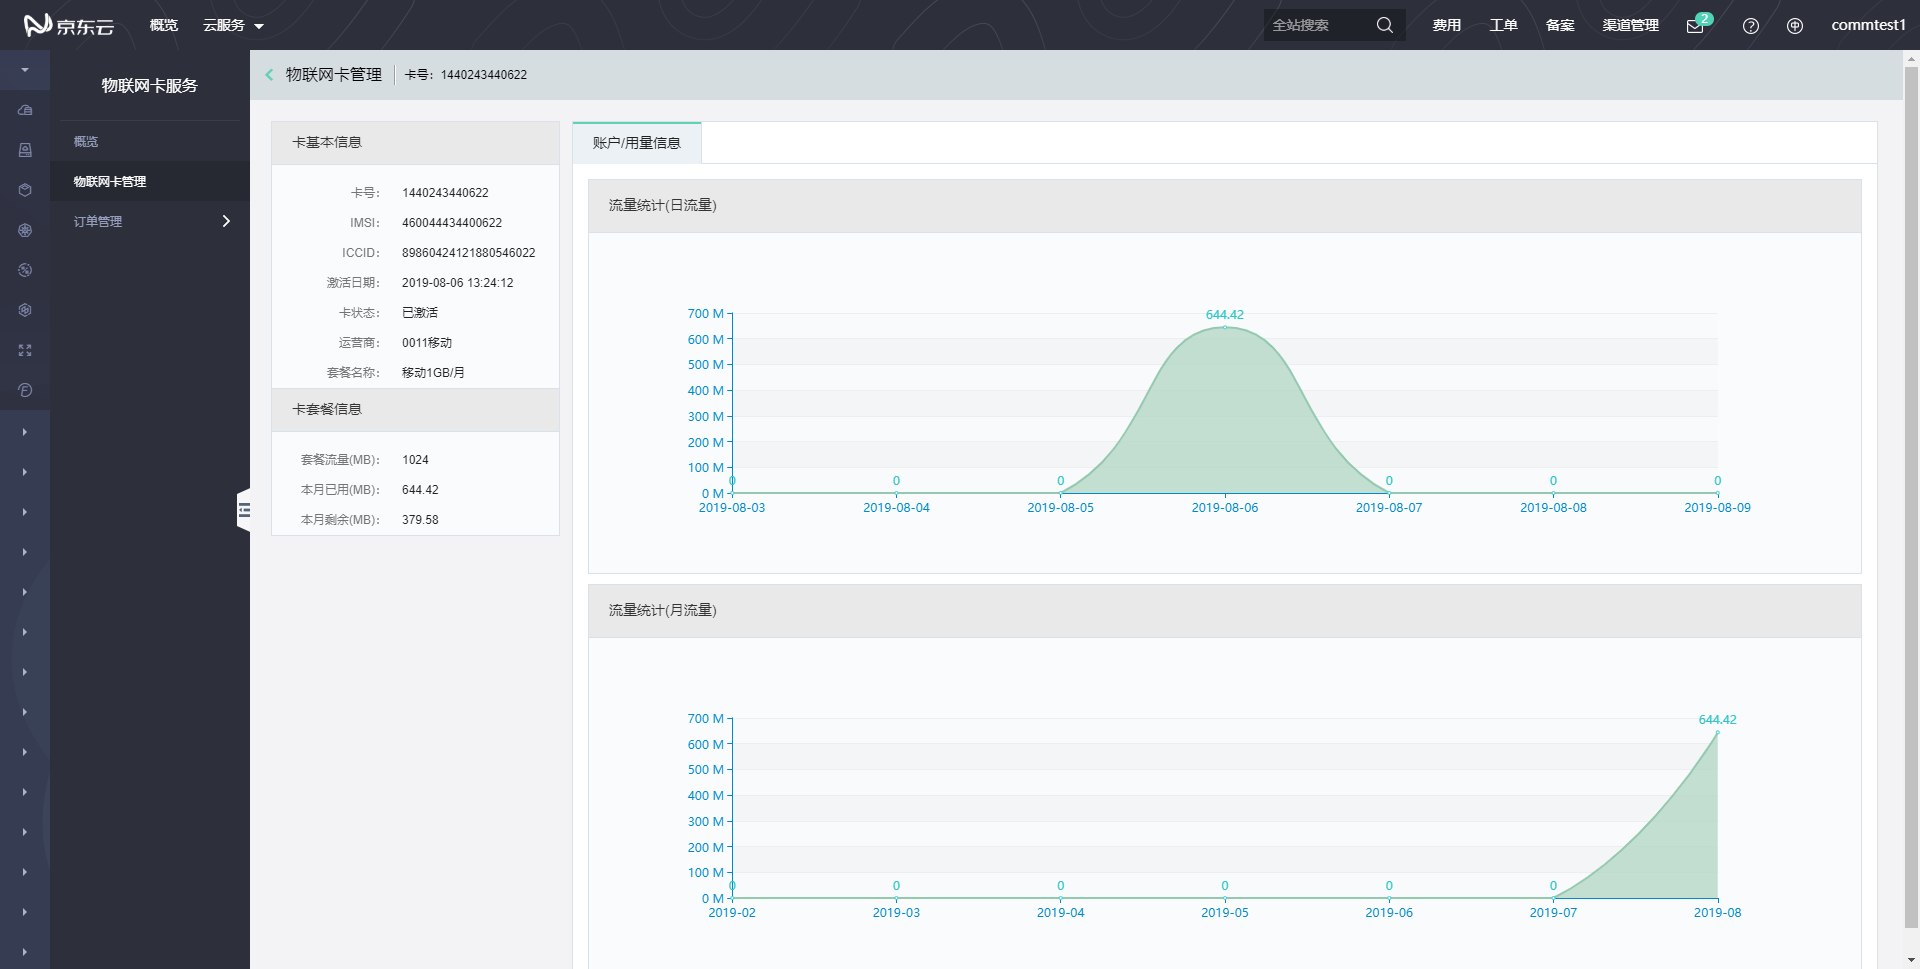 京东云
概览
云服务
全站搜索
费用
工单
备案
渠道管理
2
commtest1
物联网卡服务
概览
物联网卡管理
订单管理
物联网卡管理
卡号：1440243440622
卡基本信息
卡号： 1440243440622
IMSI： 460044434400622
ICCID： 89860424121880546022
激活日期： 2019-08-06 13:24:12
卡状态： 已激活
运营商： 0011移动
套餐名称： 移动1GB/月
卡套餐信息
套餐流量(MB)： 1024
本月已用(MB)： 644.42
本月剩余(MB)： 379.58
账户/用量信息
流量统计(日流量)
700 M
600 M
500 M
400 M
300 M
200 M
100 M
0 M
0
0
0
644.42
0
0
0
2019-08-03
2019-08-04
2019-08-05
2019-08-06
2019-08-07
2019-08-08
2019-08-09
流量统计(月流量)
700 M
600 M
500 M
400 M
300 M
200 M
100 M
0 M
0
0
0
0
0
0
644.42
2019-02
2019-03
2019-04
2019-05
2019-06
2019-07
2019-08